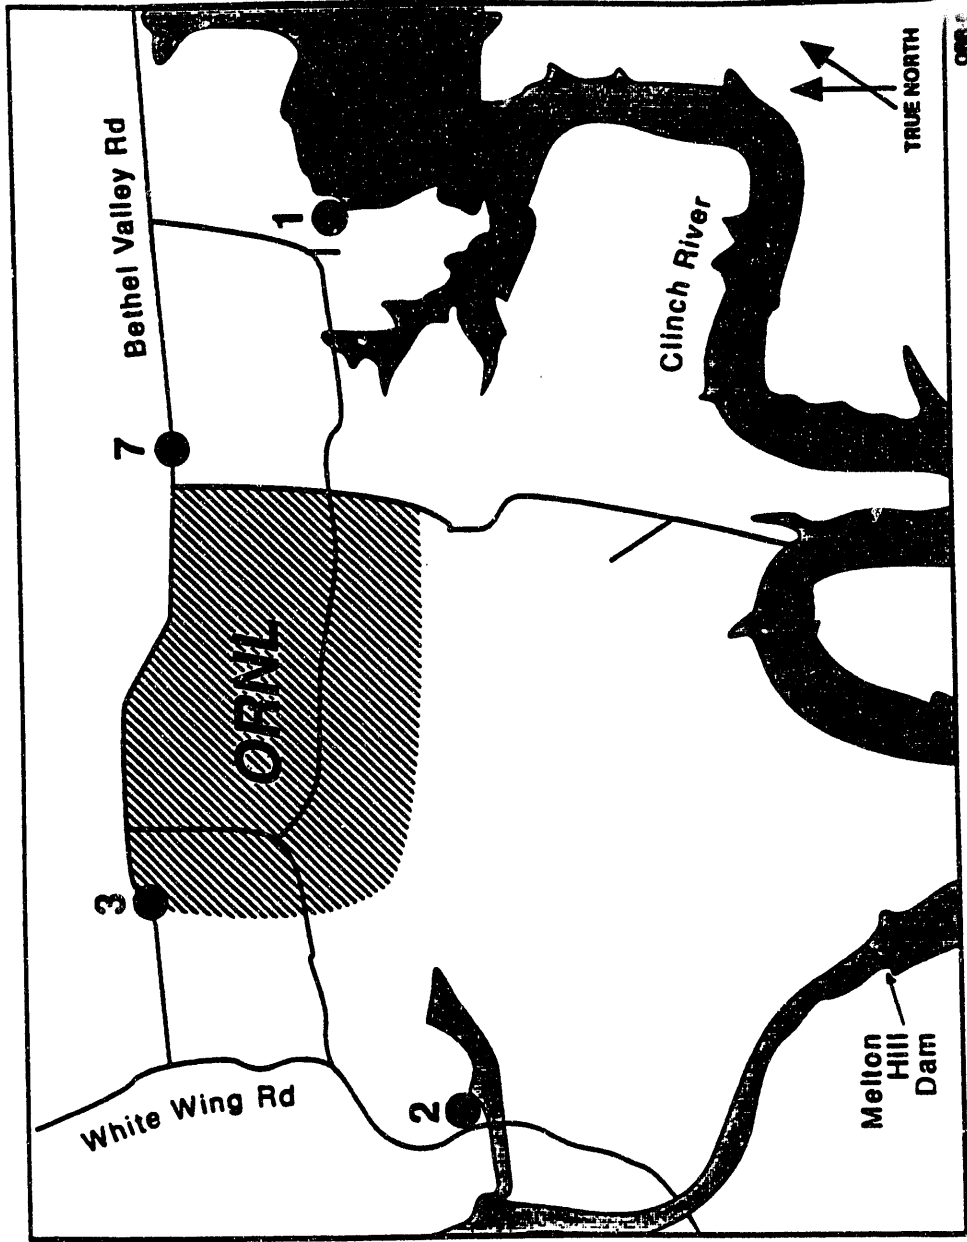 Bethel Valley Rd
1
7
ORNL
3
White Wing Rd
2
Clinch River
Melton
Hill
Dam
TRUE NORTH